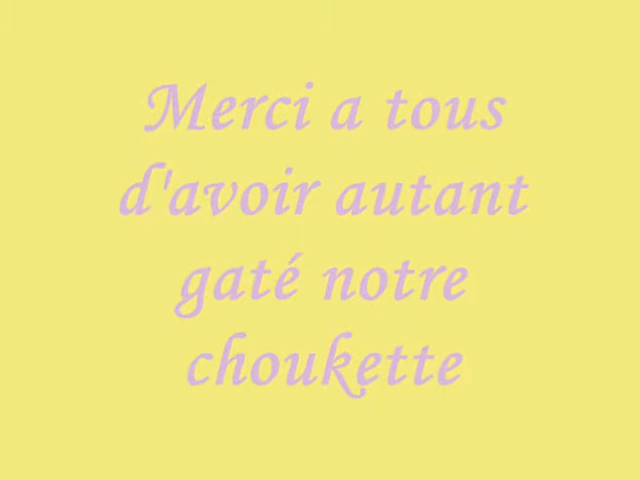 Merci a tous
d'avoir autant
gaté notre
choukette